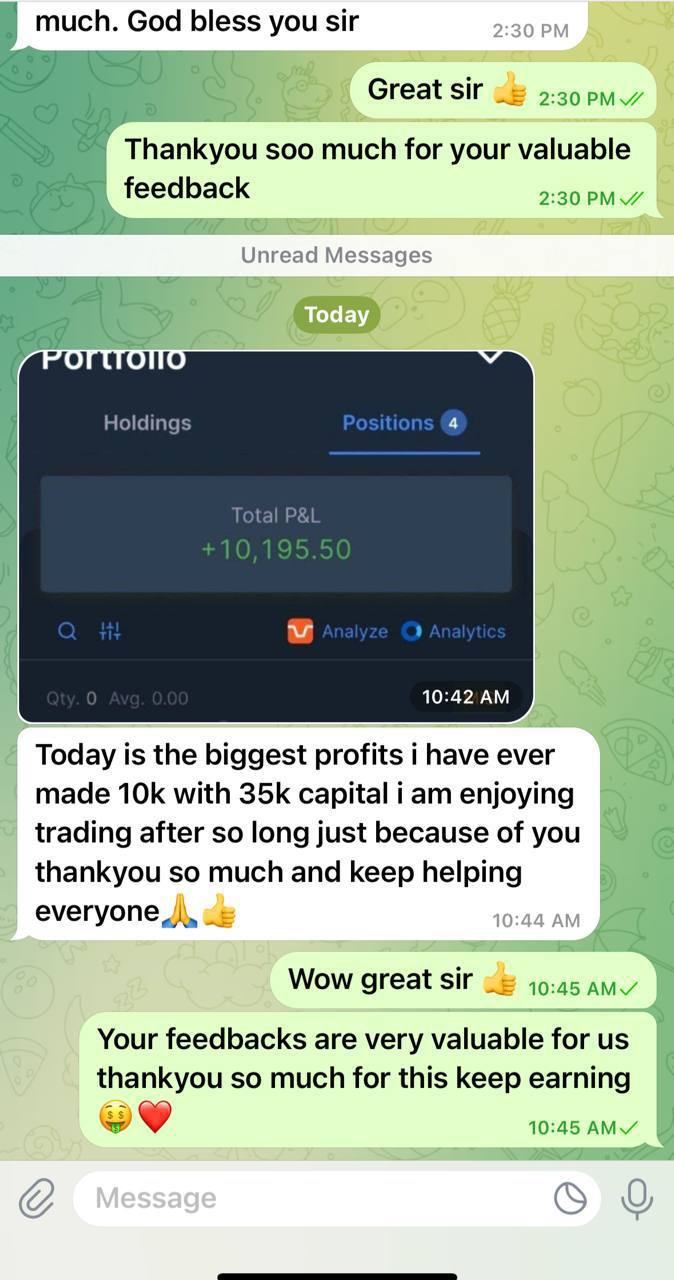 much. God bless you sir
2:30 PM
Great sir 👍
2:30 PM
Thankyou soo much for your valuable
feedback
2:30 PM
Unread Messages
Today
Portfolio
Holdings
Positions 4
Total P&L
+10,195.50
Analyze Analytics
Qty. 0 Avg. 0.00
10:42 AM
Today is the biggest profits i have ever
made 10k with 35k capital i am enjoying
trading after so long just because of you
thankyou so much and keep helping
everyone🙏👍
10:44 AM
Wow great sir 👍
10:45 AM
Your feedbacks are very valuable for us
thankyou so much for this keep earning
🤑❤️
10:45 AM
Message